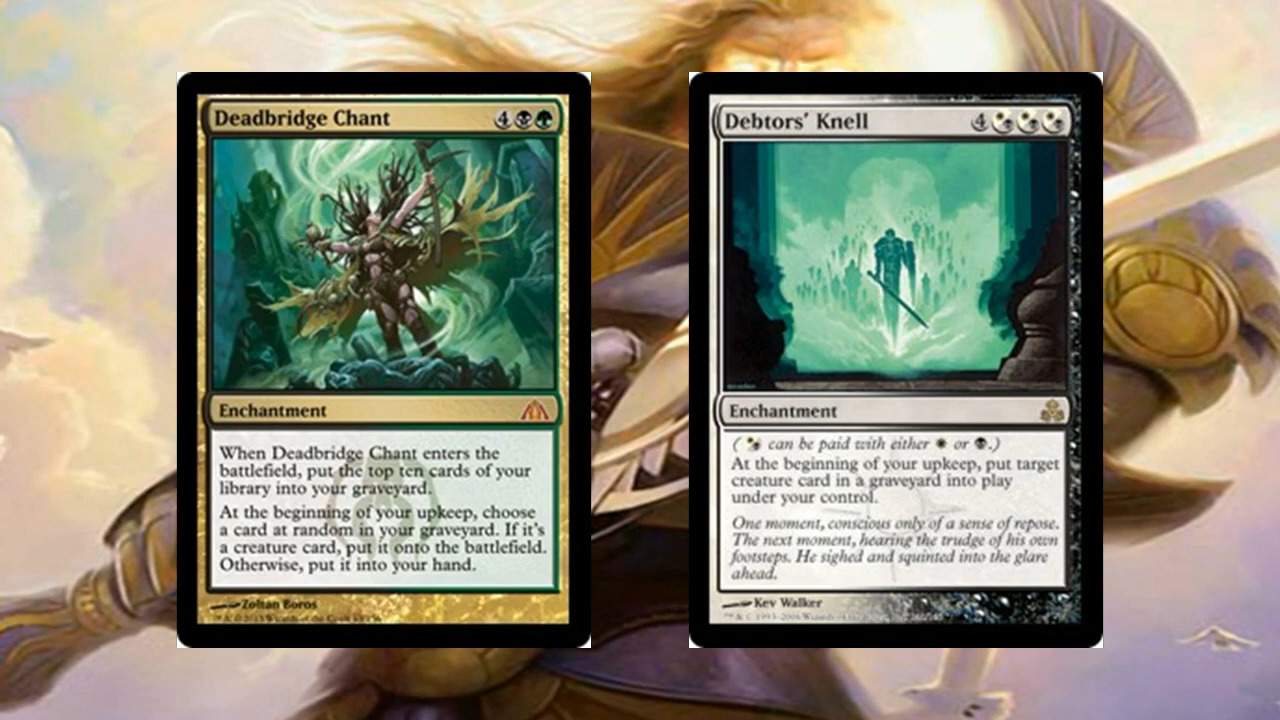 Deadbridge Chant 4
Enchantment
When Deadbridge Chant enters the
battlefield, put the top ten cards of your
library into your graveyard.
At the beginning of your upkeep, choose
a card at random in your graveyard. If it's
a creature card, put it onto the battlefield.
Otherwise, put it into your hand.
Zoltan Boros
Debtors' Knell 4
Enchantment
( can be paid with either or .)
At the beginning of your upkeep, put target
creature card in a graveyard into play
under your control.
One moment, conscious only of a sense of repose.
The next moment, hearing the trudge of his own
footsteps. He sighed and squinted into the glare
ahead.
Kev Walker